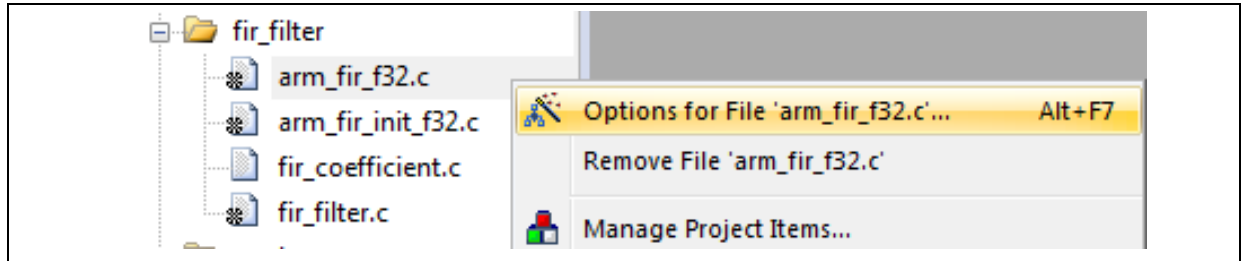 fir_filter
arm_fir_f32.c
arm_fir_init_f32.c
fir_coefficient.c
fir_filter.c
Options for File 'arm_fir_f32.c'... Alt+F7
Remove File 'arm_fir_f32.c'
Manage Project Items...